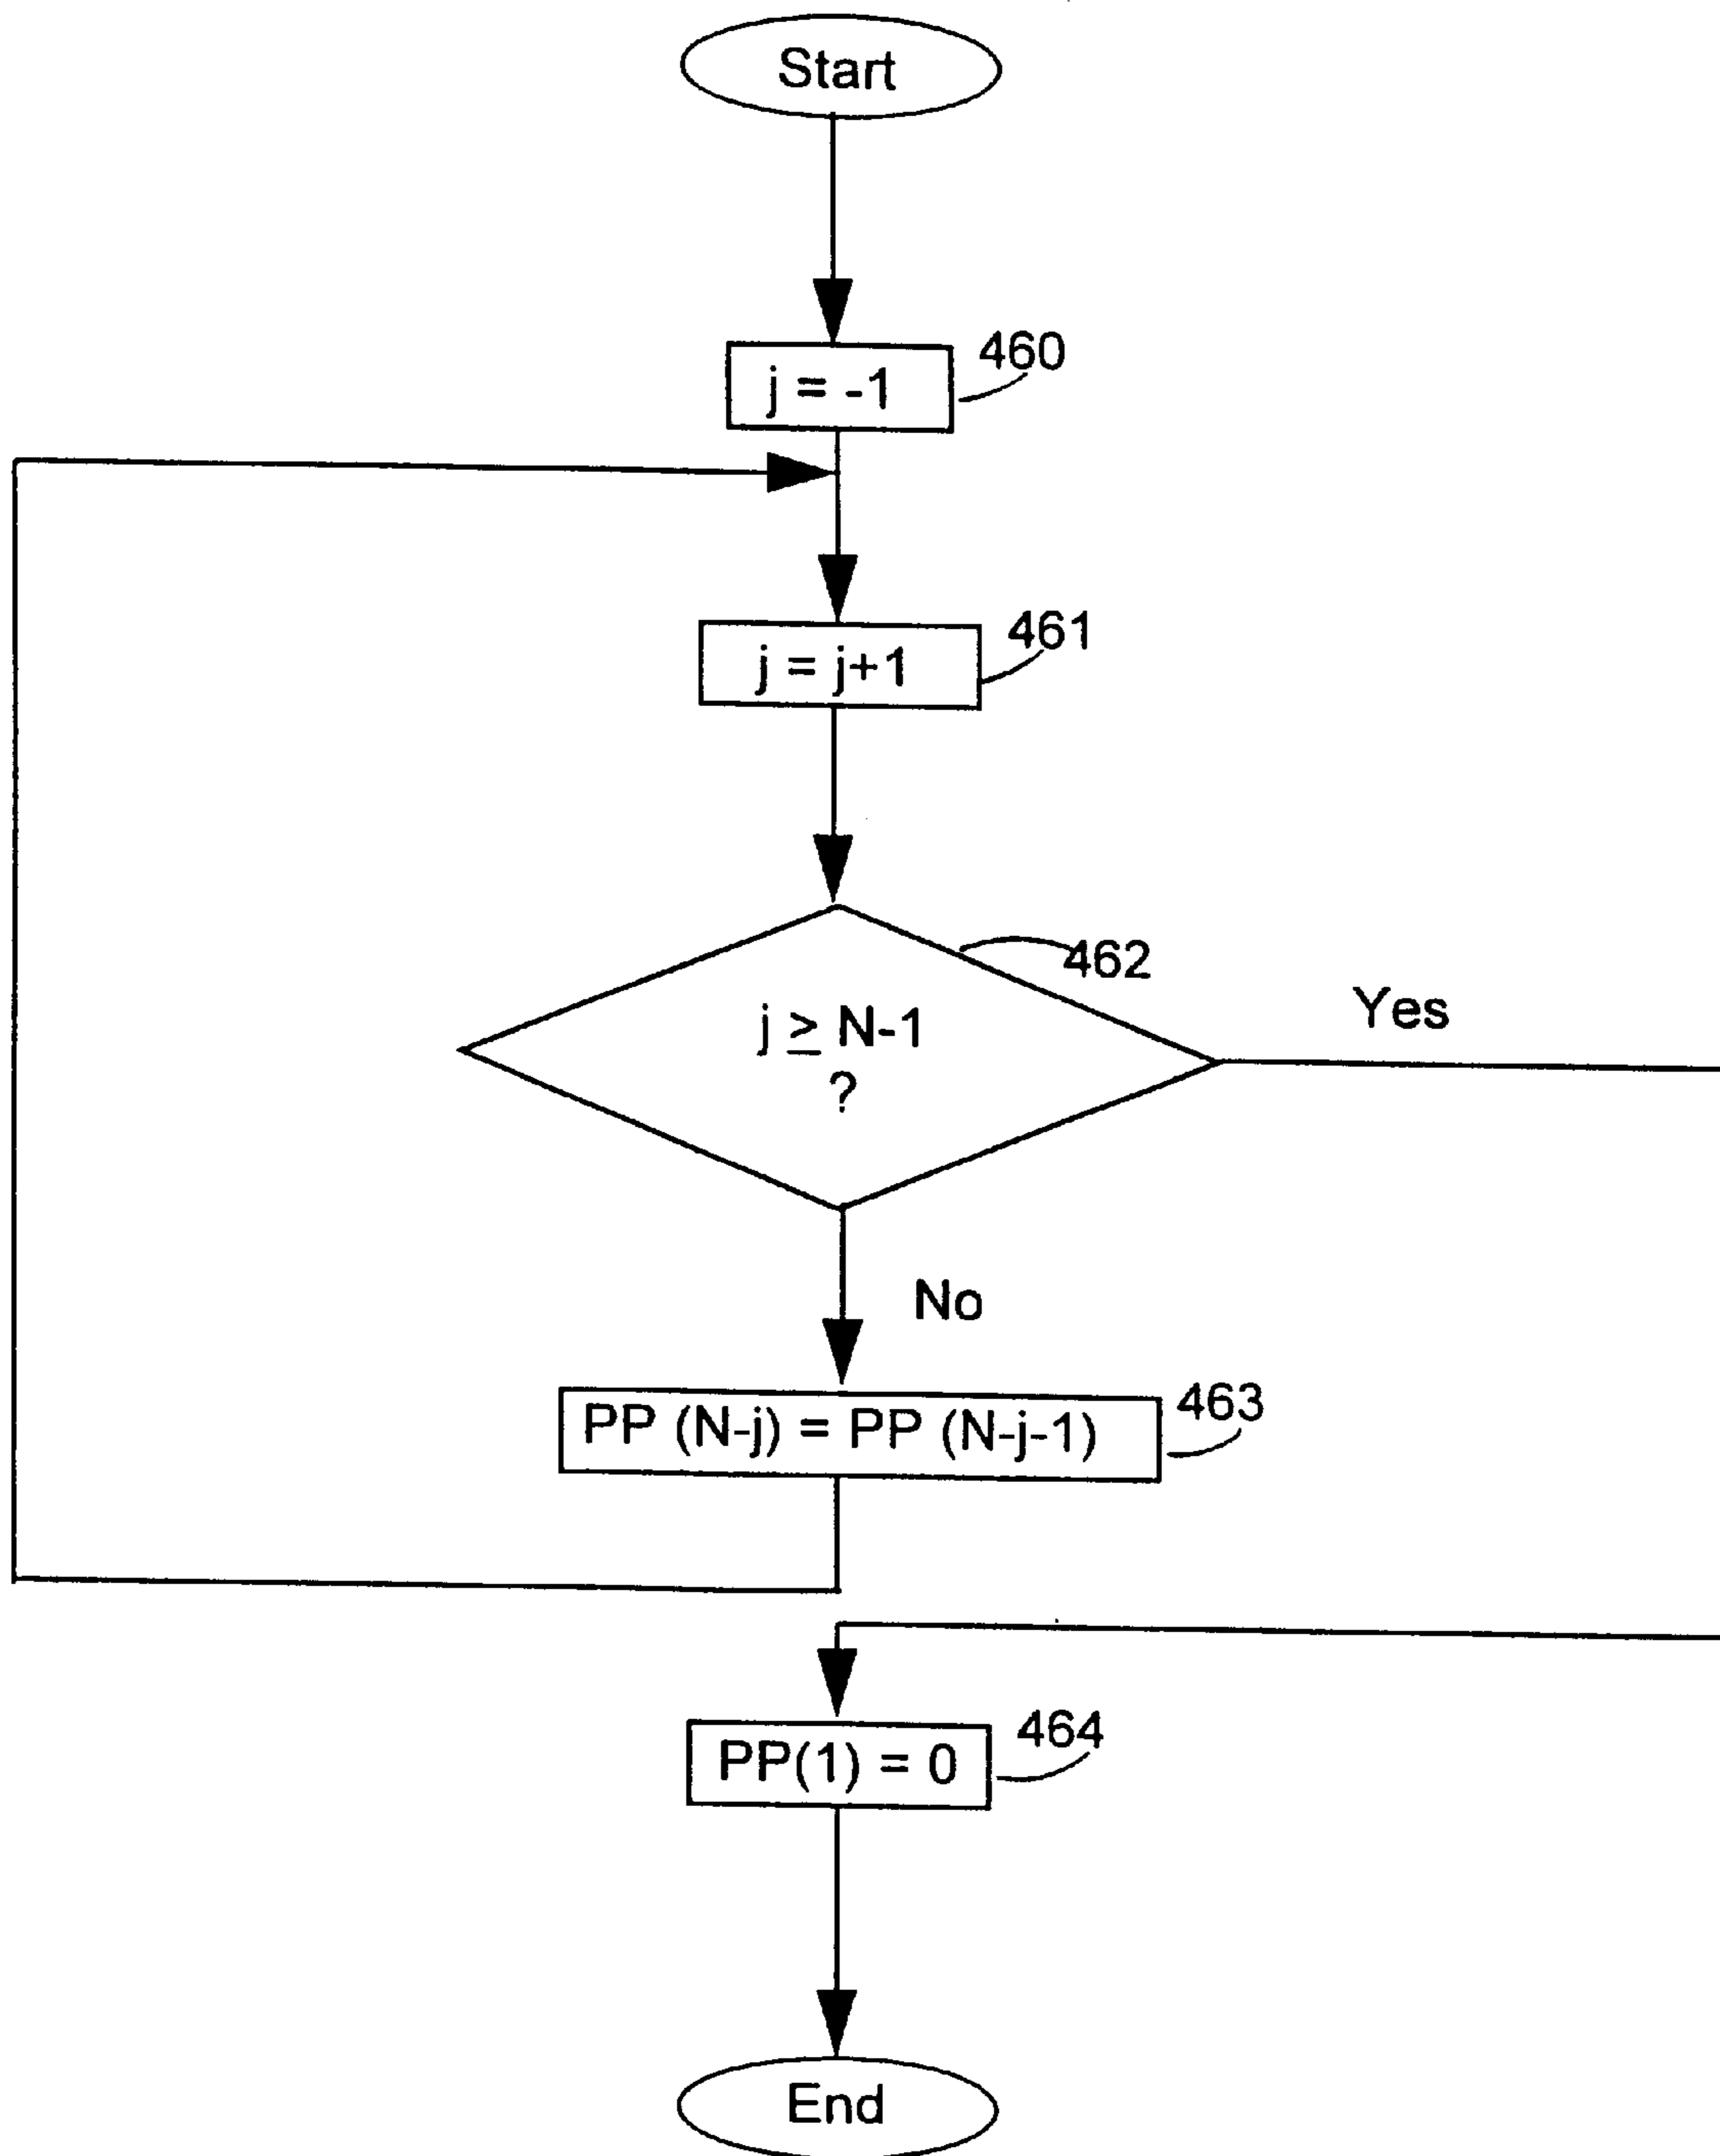 Start
460
j = -1
461
j = j+1
462
j ≥ N-1
?
Yes
No
463
PP (N-j) = PP (N-j-1)
464
PP(1) = 0
End